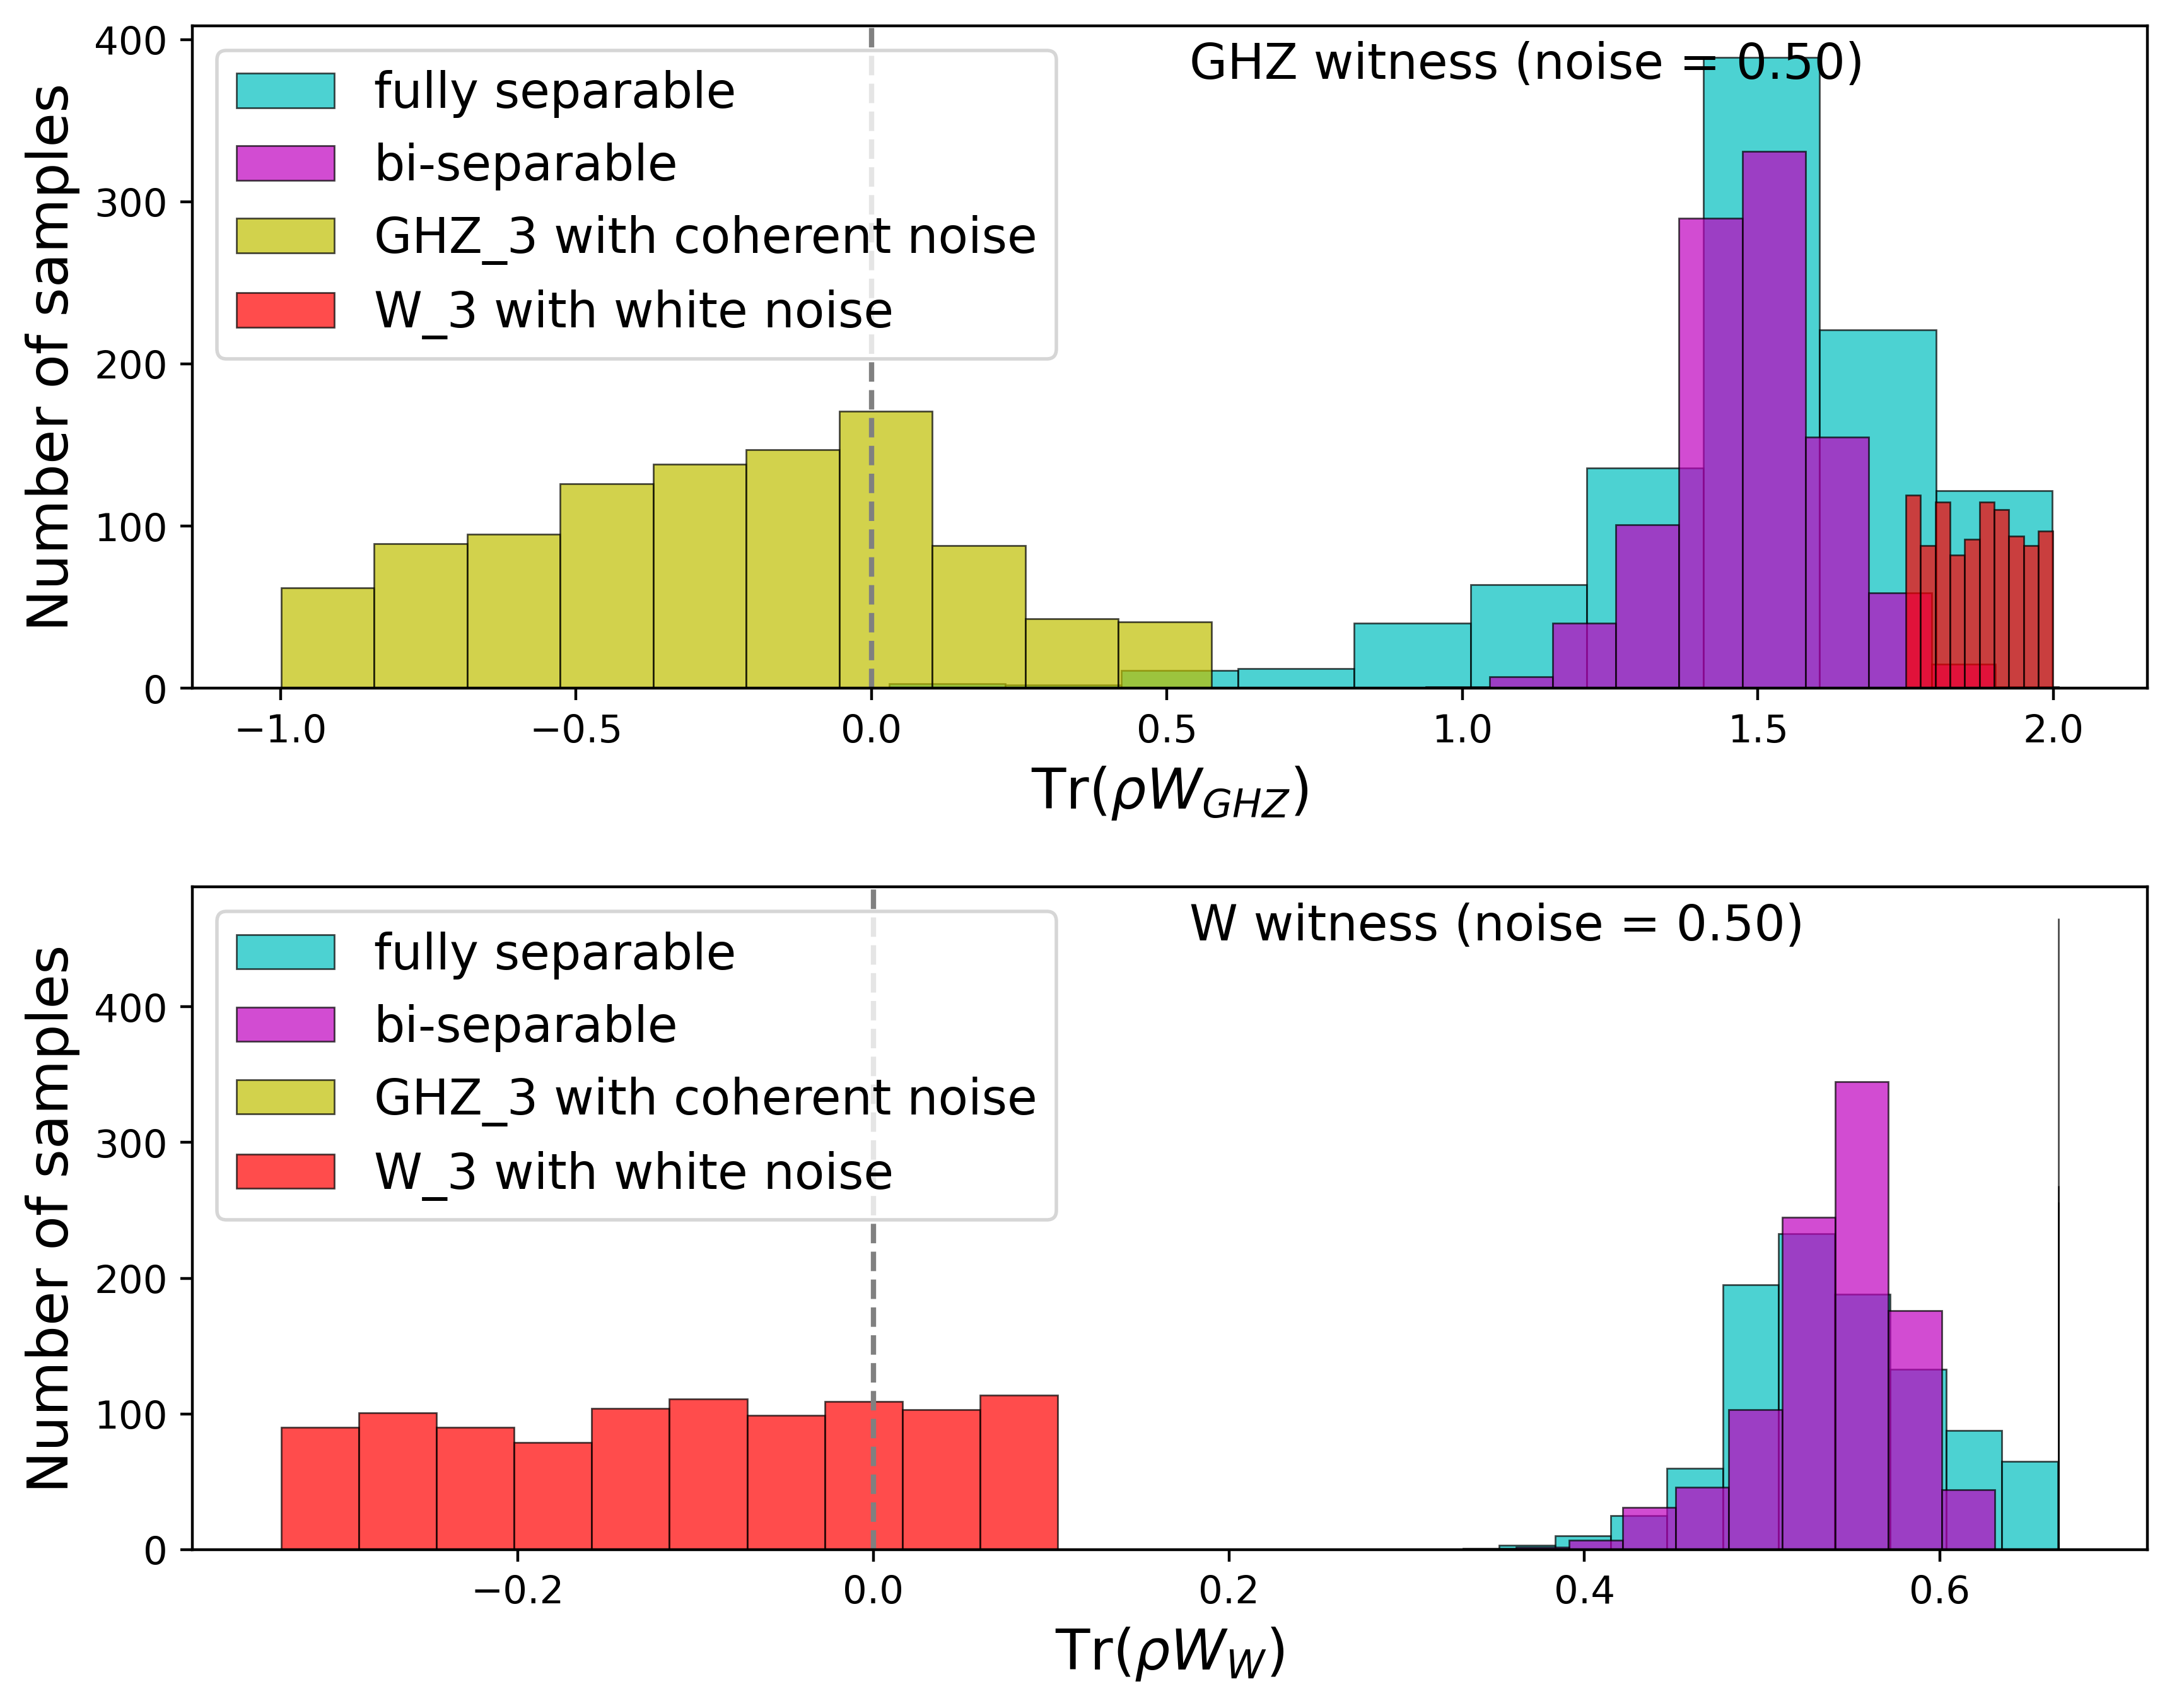 GHZ witness (noise = 0.50)
fully separable
bi-separable
GHZ_3 with coherent noise
W_3 with white noise
Number of samples
400
300
200
100
0
−1.0 −0.5 0.0 0.5 1.0 1.5 2.0
Tr(ρW_{GHZ})
W witness (noise = 0.50)
fully separable
bi-separable
GHZ_3 with coherent noise
W_3 with white noise
Number of samples
400
300
200
100
0
−0.2 0.0 0.2 0.4 0.6
Tr(ρW_W)